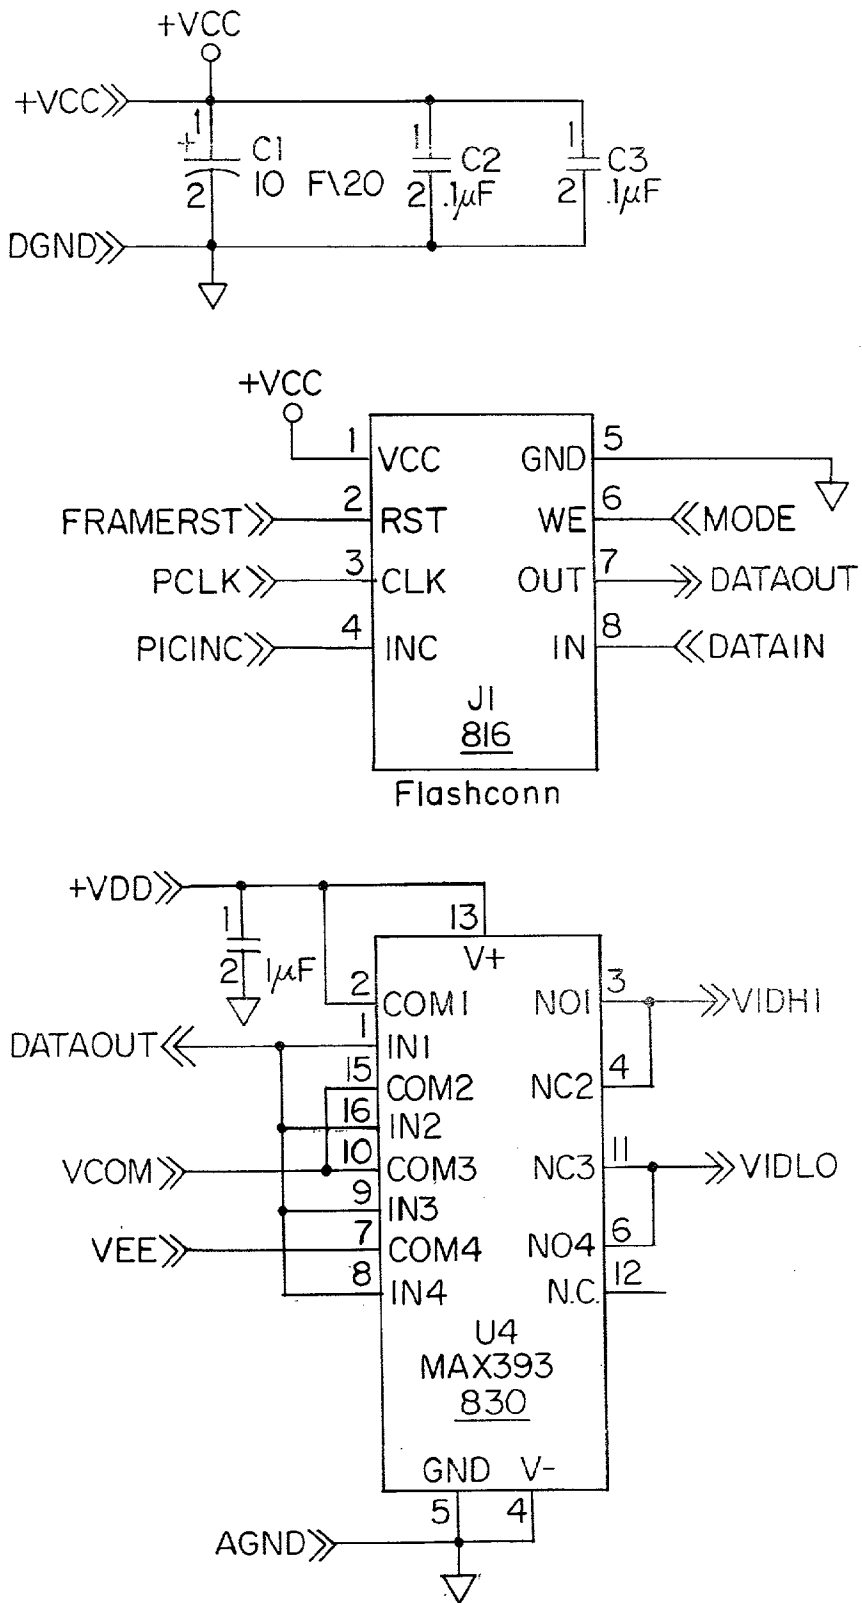 +VCC
+VCC
1 1 1
+ C1 C2 C3
10 F\20 .1μF .1μF
2 2 2
DGND
+VCC
1 VCC GND 5
FRAMERST 2 RST WE 6 MODE
PCLK 3 CLK OUT 7 DATAOUT
PICINC 4 INC IN 8 DATAIN
J1
816
Flashconn
+VDD
1 13
V+
2 1μF
2 COM1 NO1 3 VIDH1
DATAOUT 1 IN1
15 COM2 NC2 4
16 IN2
VCOM 10 COM3 NC3 11 VIDLO
9 IN3
VEE 7 COM4 NO4 6
8 IN4 N.C. 12
U4
MAX393
830
GND V-
5 4
AGND